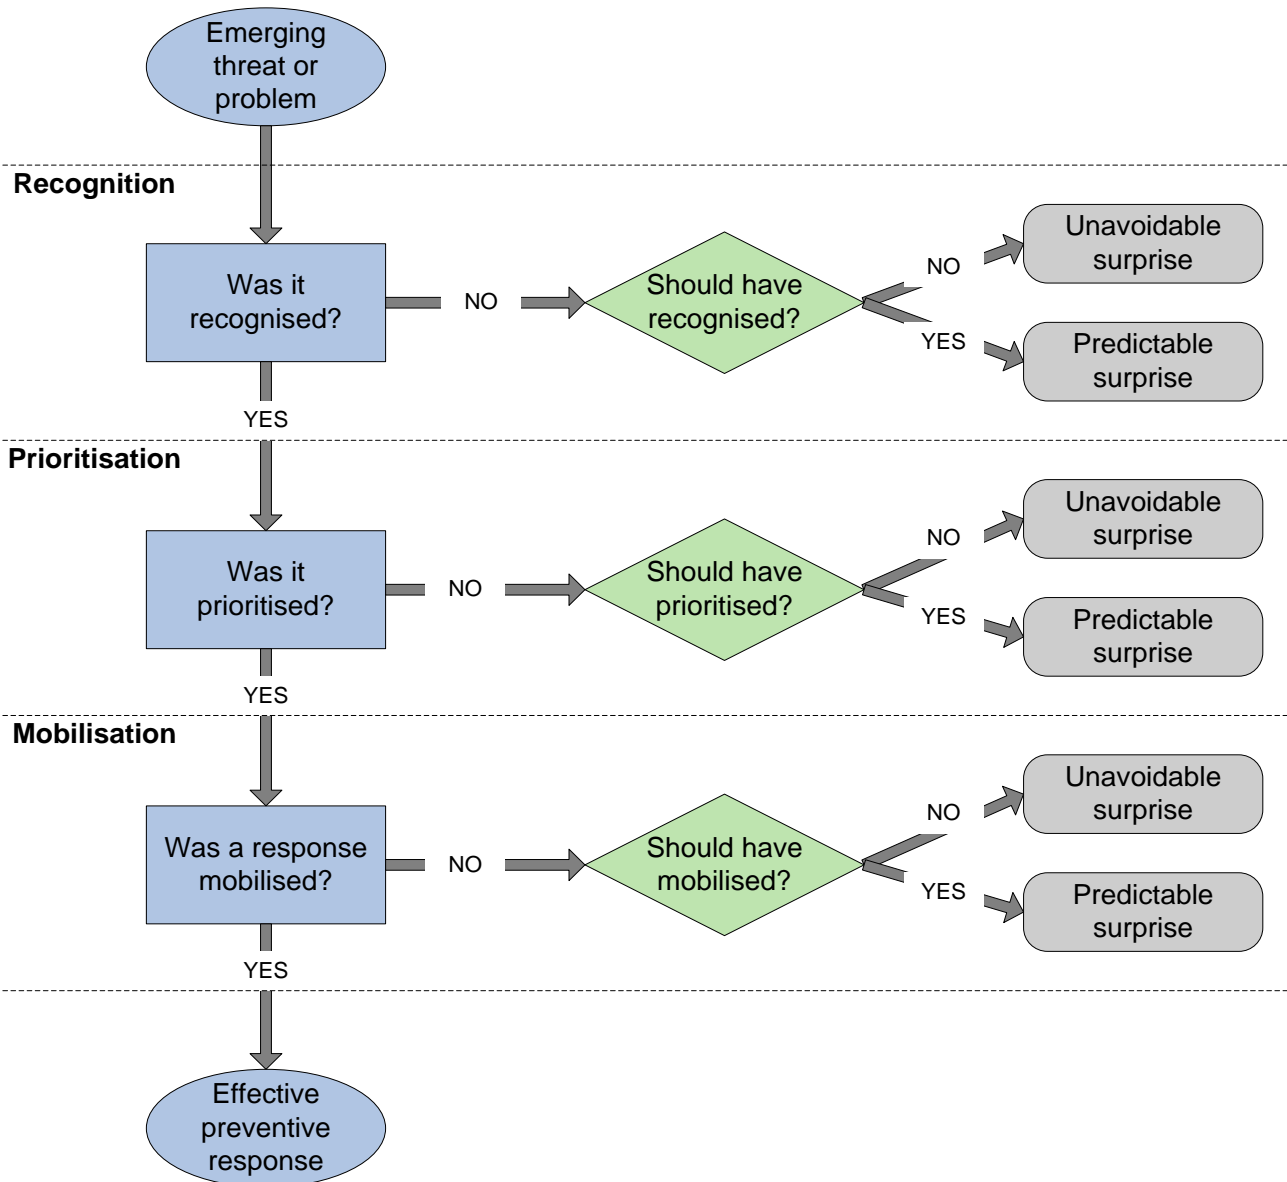 Emerging
threat or
problem
Recognition
Was it
recognised?
NO
Should have
recognised?
NO
Unavoidable
surprise
YES
Predictable
surprise
YES
Prioritisation
Was it
prioritised?
NO
Should have
prioritised?
NO
Unavoidable
surprise
YES
Predictable
surprise
YES
Mobilisation
Was a response
mobilised?
NO
Should have
mobilised?
NO
Unavoidable
surprise
YES
Predictable
surprise
YES
Effective
preventive
response